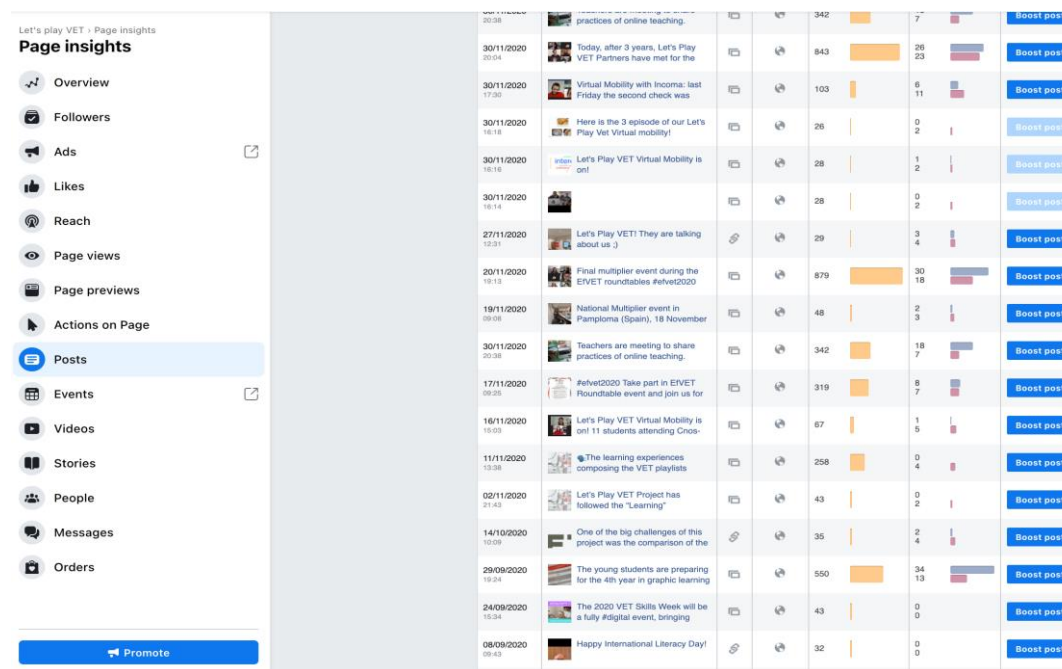 Let's play VET › Page insights
Page insights
Overview
Followers
Ads
Likes
Reach
Page views
Page previews
Actions on Page
Posts
Events
Videos
Stories
People
Messages
Orders
Promote
20:38
practices of online teaching.
342
7
Boost post
30/11/2020
20:04
Today, after 3 years, Let's Play
VET Partners have met for the
843
26
23
Boost post
30/11/2020
17:30
Virtual Mobility with Incoma: last
Friday the second check was
103
6
11
Boost post
30/11/2020
16:18
Here is the 3 episode of our Let's
Play Vet Virtual mobility!
26
0
2
Boost post
30/11/2020
16:16
Let's Play VET Virtual Mobility is
on!
28
1
2
Boost post
30/11/2020
16:14
28
0
2
Boost post
27/11/2020
12:31
Let's Play VET! They are talking
about us ;)
29
3
4
Boost post
20/11/2020
19:13
Final multiplier event during the
EfVET roundtables #efvet2020
879
30
18
Boost post
19/11/2020
09:08
National Multiplier event in
Pamploma (Spain), 18 November
48
2
3
Boost post
30/11/2020
20:38
Teachers are meeting to share
practices of online teaching.
342
18
7
Boost post
17/11/2020
09:25
#efvet2020 Take part in EfVET
Roundtable event and join us for
319
8
7
Boost post
16/11/2020
15:03
Let's Play VET Virtual Mobility is
on! 11 students attending Cnos-
67
1
5
Boost post
11/11/2020
13:38
The learning experiences
composing the VET playlists
258
0
4
Boost post
02/11/2020
21:43
Let's Play VET Project has
followed the "Learning"
43
0
2
Boost post
14/10/2020
10:09
One of the big challenges of this
project was the comparison of the
35
2
4
Boost post
29/09/2020
19:24
The young students are preparing
for the 4th year in graphic learning
550
34
13
Boost post
24/09/2020
15:34
The 2020 VET Skills Week will be
a fully #digital event, bringing
43
0
0
Boost post
08/09/2020
09:43
Happy International Literacy Day!
32
0
0
Boost post